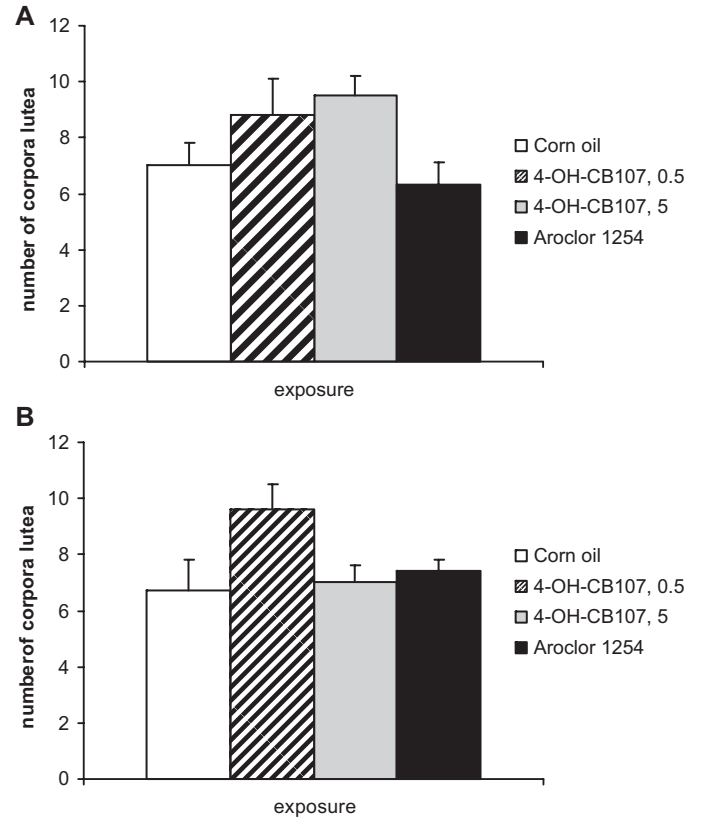 A
12
10
8
6
4
2
0
number of corpora lutea
exposure
Corn oil
4-OH-CB107, 0.5
4-OH-CB107, 5
Aroclor 1254
B
12
10
8
6
4
2
0
numberof corpora lutea
exposure
Corn oil
4-OH-CB107, 0.5
4-OH-CB107, 5
Aroclor 1254